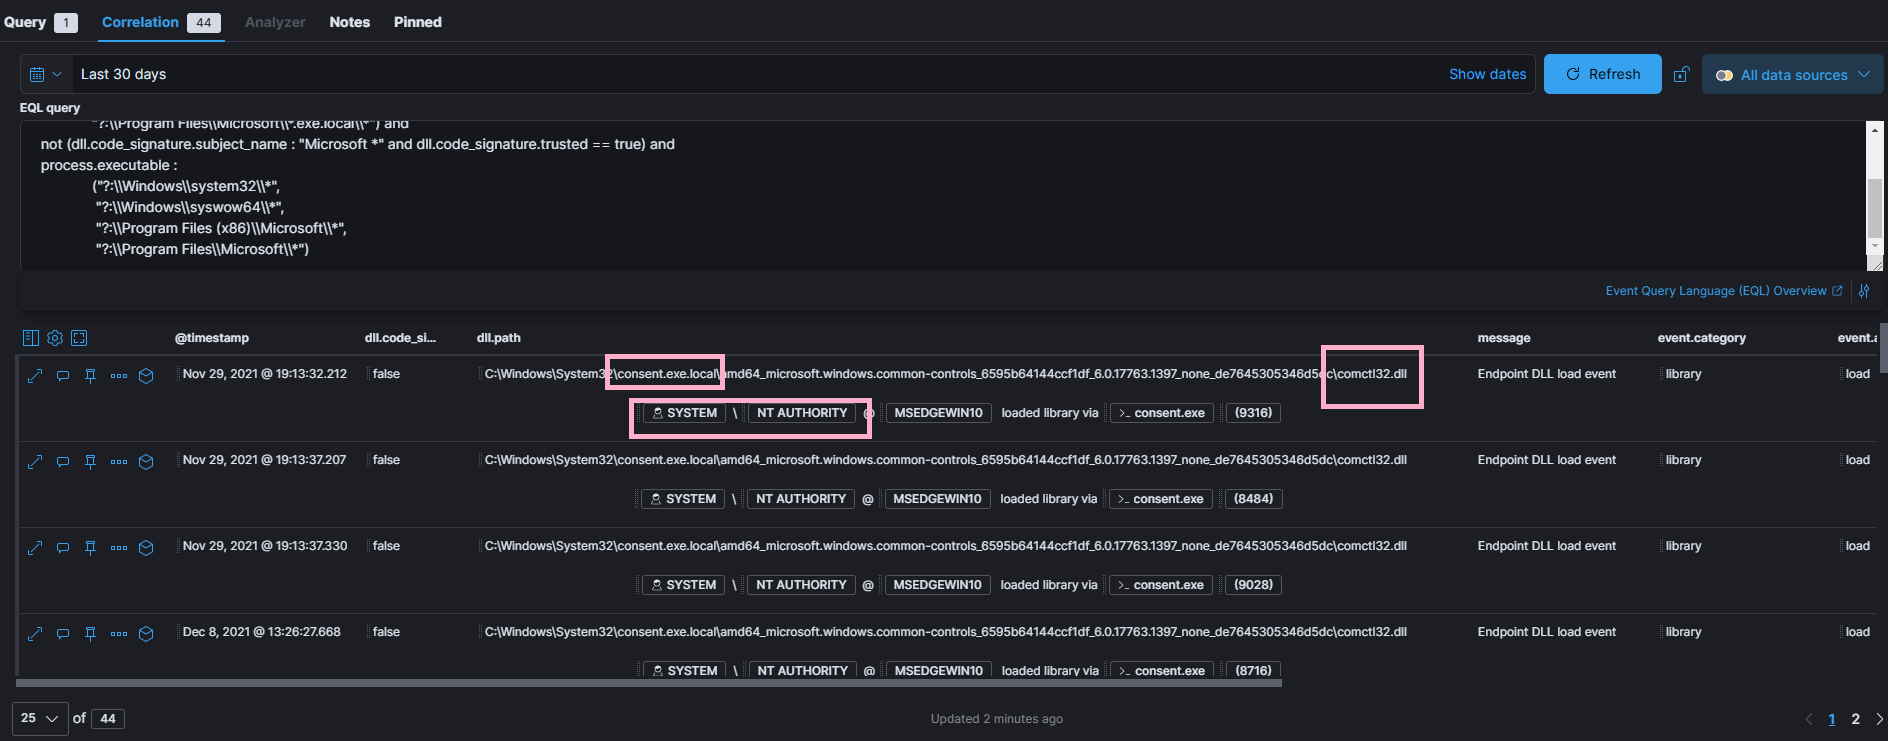 Query 1 Correlation 44 Analyzer Notes Pinned
Last 30 days Show dates Refresh All data sources
EQL query
"?:\\Program Files\\Microsoft\\*.exe.local\\*") and
not (dll.code_signature.subject_name : "Microsoft *" and dll.code_signature.trusted == true) and
process.executable :
("?:\\Windows\\system32\\*",
"?:\\Windows\\syswow64\\*",
"?:\\Program Files (x86)\\Microsoft\\*",
"?:\\Program Files\\Microsoft\\*")
Event Query Language (EQL) Overview
@timestamp dll.code_si... dll.path message event.category event.a
Nov 29, 2021 @ 19:13:32.212 false C:\Windows\System32\consent.exe.local\amd64_microsoft.windows.common-controls_6595b64144ccf1df_6.0.17763.1397_none_de7645305346d5dc\comctl32.dll Endpoint DLL load event library load
SYSTEM \ NT AUTHORITY @ MSEDGEWIN10 loaded library via >_ consent.exe (9316)
Nov 29, 2021 @ 19:13:37.207 false C:\Windows\System32\consent.exe.local\amd64_microsoft.windows.common-controls_6595b64144ccf1df_6.0.17763.1397_none_de7645305346d5dc\comctl32.dll Endpoint DLL load event library load
SYSTEM \ NT AUTHORITY @ MSEDGEWIN10 loaded library via >_ consent.exe (8484)
Nov 29, 2021 @ 19:13:37.330 false C:\Windows\System32\consent.exe.local\amd64_microsoft.windows.common-controls_6595b64144ccf1df_6.0.17763.1397_none_de7645305346d5dc\comctl32.dll Endpoint DLL load event library load
SYSTEM \ NT AUTHORITY @ MSEDGEWIN10 loaded library via >_ consent.exe (9028)
Dec 8, 2021 @ 13:26:27.668 false C:\Windows\System32\consent.exe.local\amd64_microsoft.windows.common-controls_6595b64144ccf1df_6.0.17763.1397_none_de7645305346d5dc\comctl32.dll Endpoint DLL load event library load
SYSTEM \ NT AUTHORITY @ MSEDGEWIN10 loaded library via >_ consent.exe (8716)
25 of 44 Updated 2 minutes ago 1 2